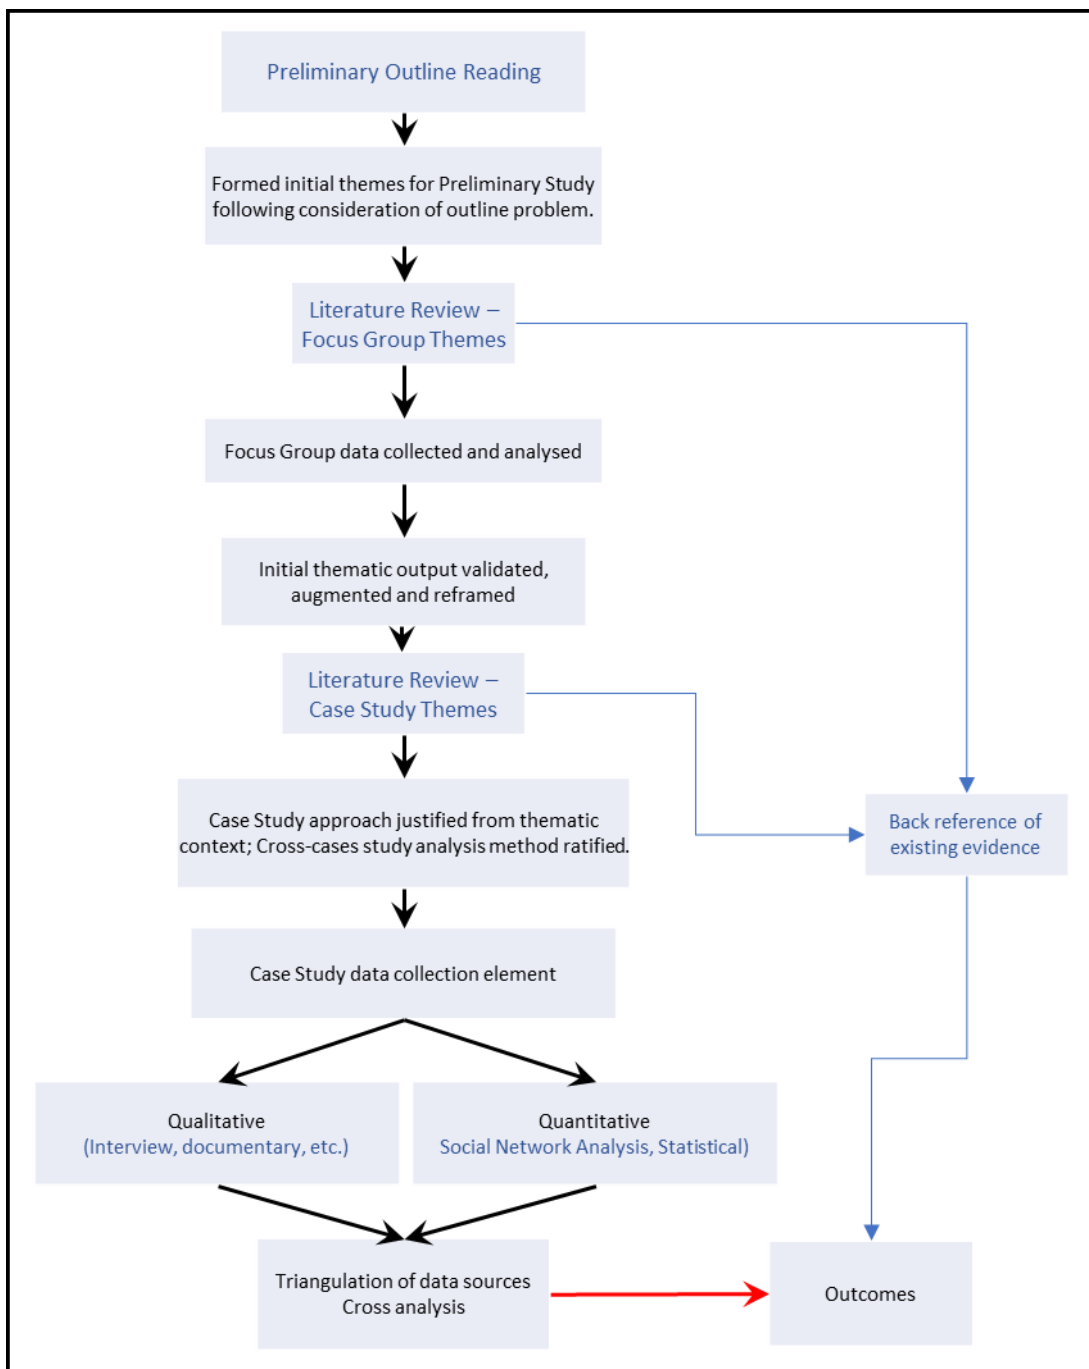 Preliminary Outline Reading
Formed initial themes for Preliminary Study
following consideration of outline problem.
Literature Review –
Focus Group Themes
Focus Group data collected and analysed
Initial thematic output validated,
augmented and reframed
Literature Review –
Case Study Themes
Case Study approach justified from thematic
context; Cross-cases study analysis method ratified.
Back reference of
existing evidence
Case Study data collection element
Qualitative
(Interview, documentary, etc.)
Quantitative
Social Network Analysis, Statistical)
Triangulation of data sources
Cross analysis
Outcomes